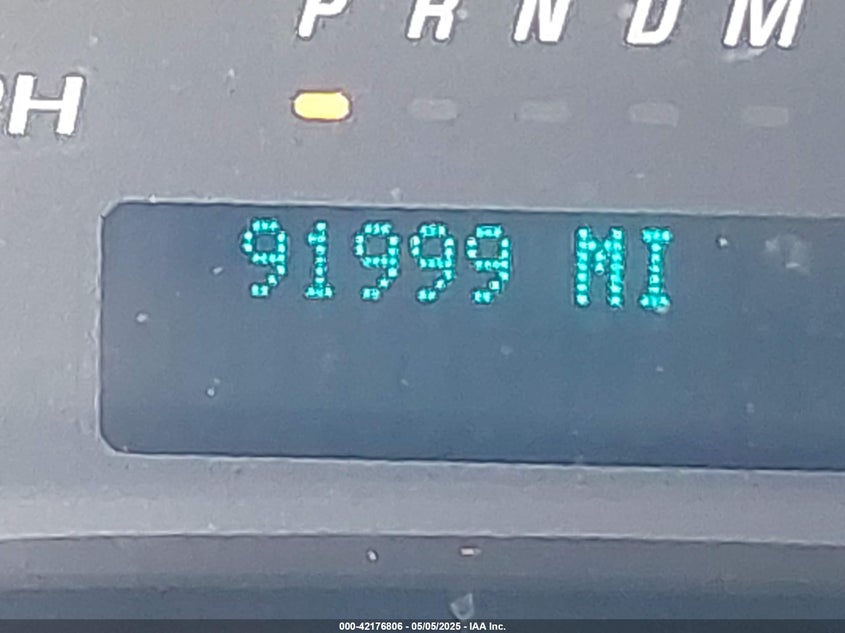 P R N D M
PH
91999 MI
000-42176806 - 05/05/2025 - IAA Inc.